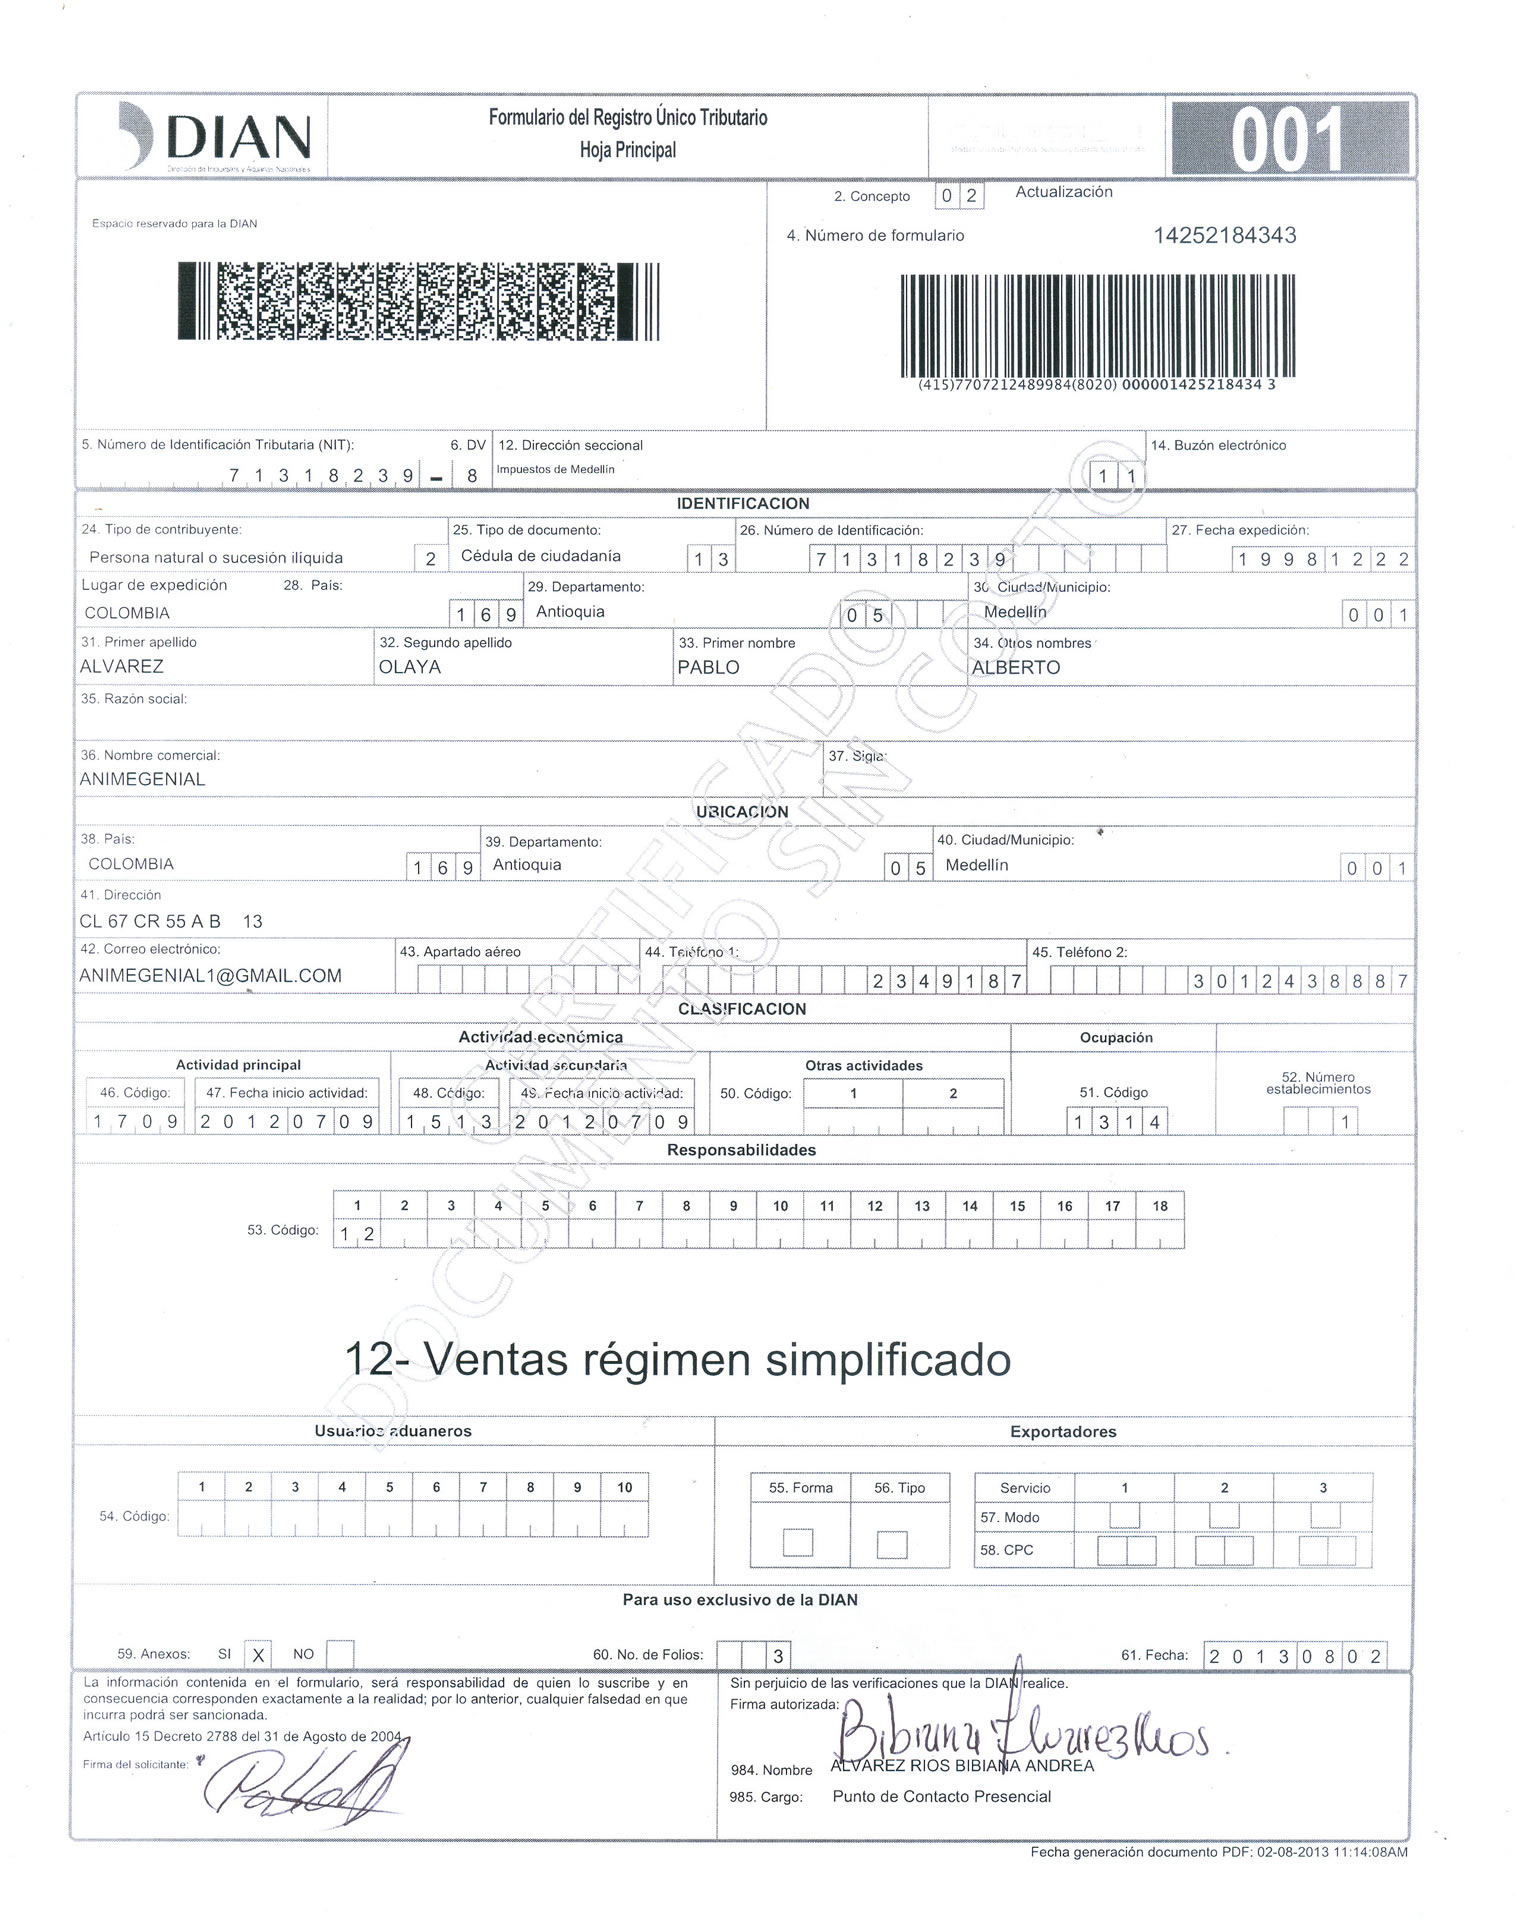 DIAN
Dirección de Impuestos y Aduanas Nacionales
Formulario del Registro Único Tributario
Hoja Principal
001
Espacio reservado para la DIAN
2. Concepto 0 2 Actualización
4. Número de formulario 14252184343
(415)7707212489984(8020) 000001425218434 3
5. Número de Identificación Tributaria (NIT): 6. DV 12. Dirección seccional 14. Buzón electrónico
7 1 3 1 8 2 3 9 - 8 Impuestos de Medellín 1 1
IDENTIFICACION
24. Tipo de contribuyente: 25. Tipo de documento: 26. Número de Identificación: 27. Fecha expedición:
Persona natural o sucesión ilíquida 2 Cédula de ciudadanía 1 3 7 1 3 1 8 2 3 9 1 9 9 8 1 2 2 2
Lugar de expedición 28. País: 29. Departamento: 30. Ciudad/Municipio:
COLOMBIA 1 6 9 Antioquia 0 5 Medellín 0 0 1
31. Primer apellido 32. Segundo apellido 33. Primer nombre 34. Otros nombres
ALVAREZ OLAYA PABLO ALBERTO
35. Razón social:
36. Nombre comercial: 37. Sigla:
ANIMEGENIAL
UBICACION
38. País: 39. Departamento: 40. Ciudad/Municipio:
COLOMBIA 1 6 9 Antioquia 0 5 Medellín 0 0 1
41. Dirección
CL 67 CR 55 A B 13
42. Correo electrónico: 43. Apartado aéreo 44. Teléfono 1: 45. Teléfono 2:
ANIMEGENIAL1@GMAIL.COM 2 3 4 9 1 8 7 3 0 1 2 4 3 8 8 8 7
CLASIFICACION
Actividad económica Ocupación
Actividad principal Actividad secundaria Otras actividades 52. Número establecimientos
46. Código: 47. Fecha inicio actividad: 48. Código: 49. Fecha inicio actividad: 50. Código: 1 2 51. Código
1 7 0 9 2 0 1 2 0 7 0 9 1 5 1 3 2 0 1 2 0 7 0 9 1 3 1 4 1
Responsabilidades
1 2 3 4 5 6 7 8 9 10 11 12 13 14 15 16 17 18
53. Código: 1 2
12- Ventas régimen simplificado
CERTIFICADO
DOCUMENTO SIN COSTO
Usuarios aduaneros Exportadores
1 2 3 4 5 6 7 8 9 10 55. Forma 56. Tipo Servicio 1 2 3
54. Código: 57. Modo
58. CPC
Para uso exclusivo de la DIAN
59. Anexos: SI X NO 60. No. de Folios: 3 61. Fecha: 2 0 1 3 0 8 0 2
La información contenida en el formulario, será responsabilidad de quien lo suscribe y en
consecuencia corresponden exactamente a la realidad; por lo anterior, cualquier falsedad en que
incurra podrá ser sancionada.
Artículo 15 Decreto 2788 del 31 de Agosto de 2004
Firma del solicitante:
Sin perjuicio de las verificaciones que la DIAN realice.
Firma autorizada:
Bibiana Alvarez Rios.
984. Nombre ALVAREZ RIOS BIBIANA ANDREA
985. Cargo: Punto de Contacto Presencial
Fecha generación documento PDF: 02-08-2013 11:14:08AM